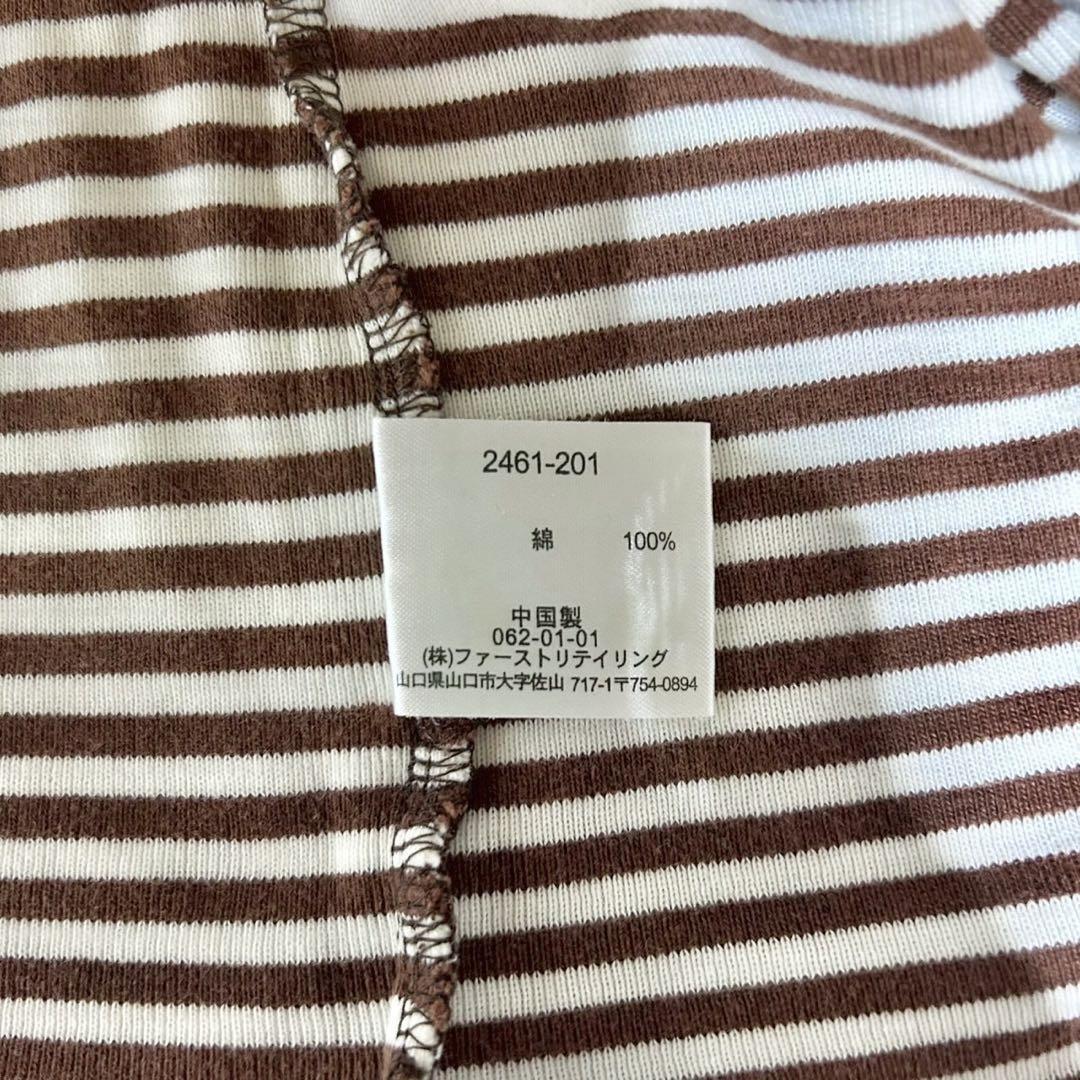 2461-201
綿 100%
中国製
062-01-01
(株)ファーストリテイリング
山口県山口市大字佐山 717-1〒754-0894